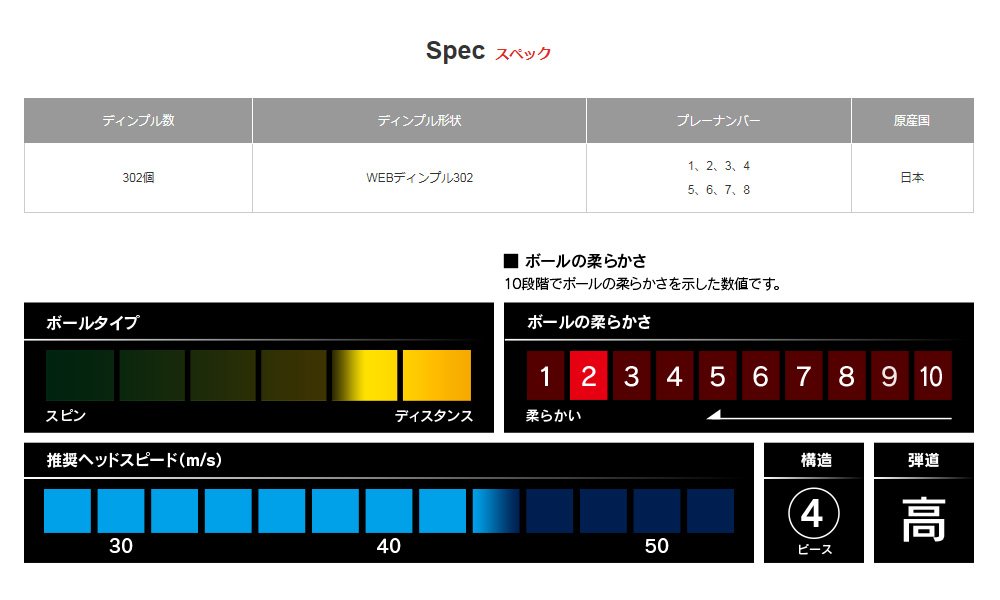 Spec スペック
ディンプル数 ディンプル形状 プレーナンバー 原産国
302個 WEBディンプル302 1、2、3、4 日本
5、6、7、8
■ ボールの柔らかさ
10段階でボールの柔らかさを示した数値です。
ボールタイプ
スピン ディスタンス
ボールの柔らかさ
1 2 3 4 5 6 7 8 9 10
柔らかい
推奨ヘッドスピード(m/s)
30 40 50
構造
4
ピース
弾道
高